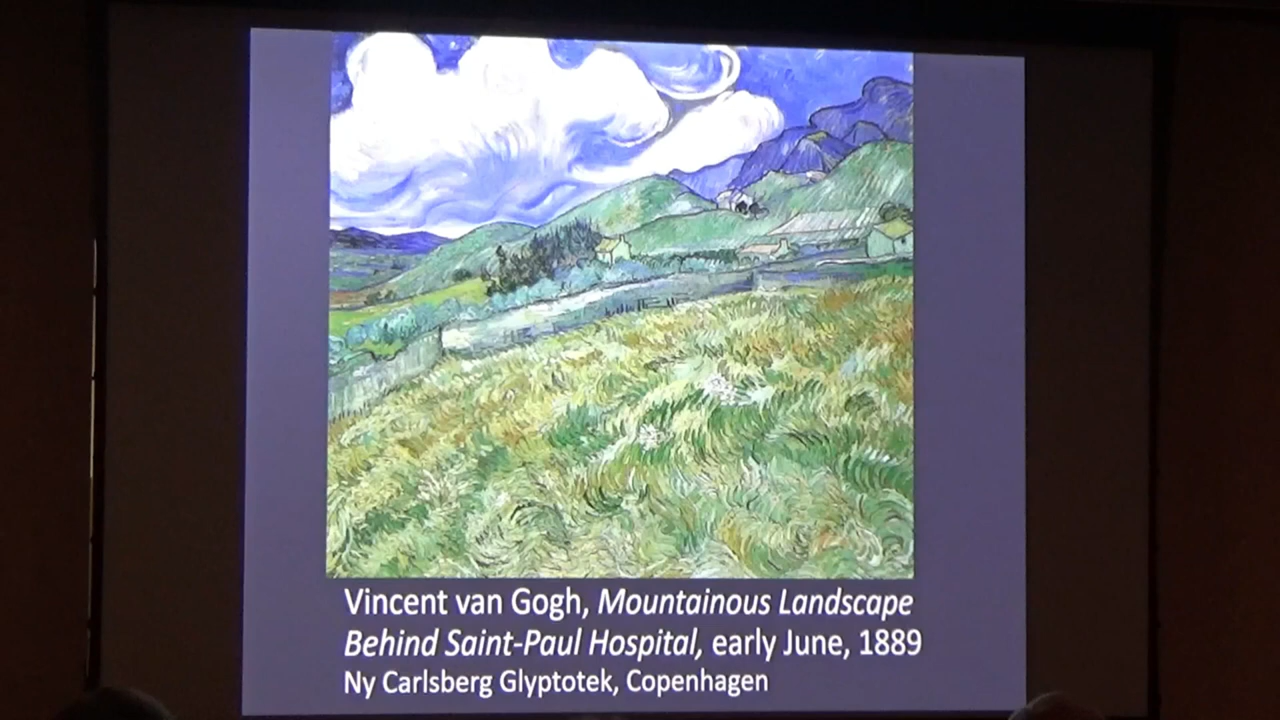 Vincent van Gogh, Mountainous Landscape
Behind Saint-Paul Hospital, early June, 1889
Ny Carlsberg Glyptotek, Copenhagen